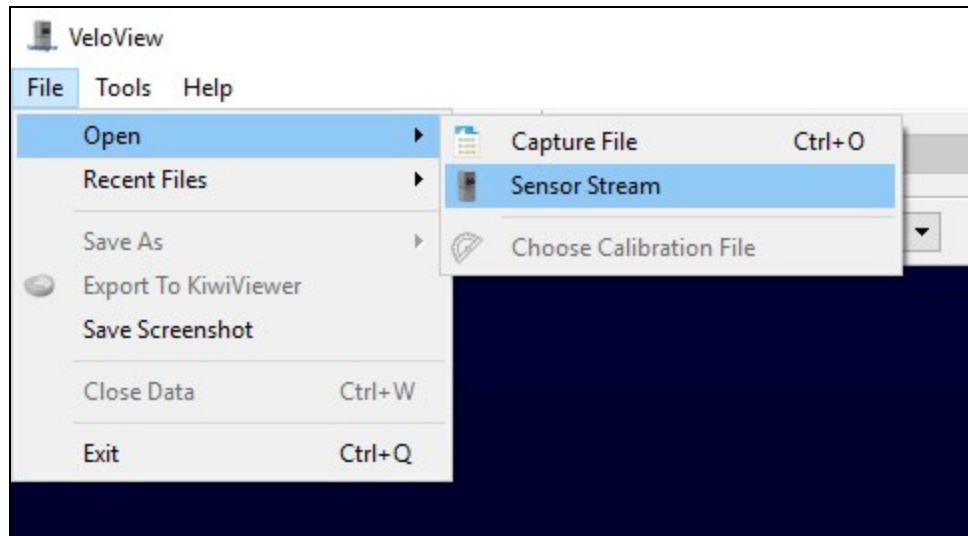 VeloView
File Tools Help
Open
Capture File Ctrl+O
Recent Files
Sensor Stream
Save As
Choose Calibration File
Export To KiwiViewer
Save Screenshot
Close Data Ctrl+W
Exit Ctrl+Q